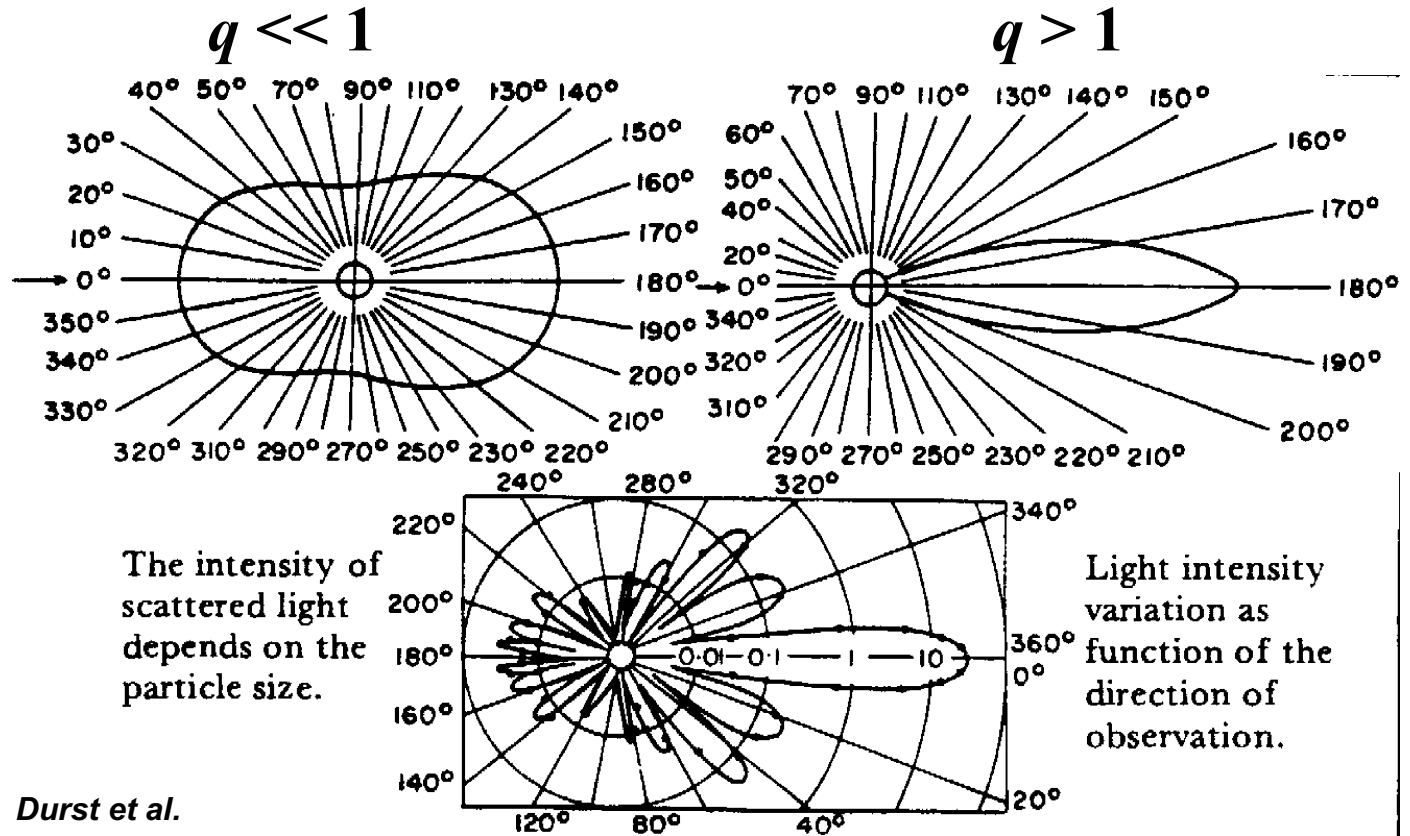 q << 1
q > 1
40° 50° 70° 90° 110° 130° 140°
30°
150°
20°
160°
10°
170°
0°
180°
350°
190°
340°
200°
330°
210°
320° 310° 290° 270° 250° 230° 220°
70° 90° 110° 130° 140° 150°
60°
160°
50°
40°
170°
20°
0°
180°
340°
320°
190°
310°
200°
290° 270° 250° 230° 220° 210°
240° 280° 320°
220°
340°
200°
180°
0·01 0·1 1 10
360°
0°
160°
140°
20°
120° 80° 40°
The intensity of
scattered light
depends on the
particle size.
Light intensity
variation as
function of the
direction of
observation.
Durst et al.